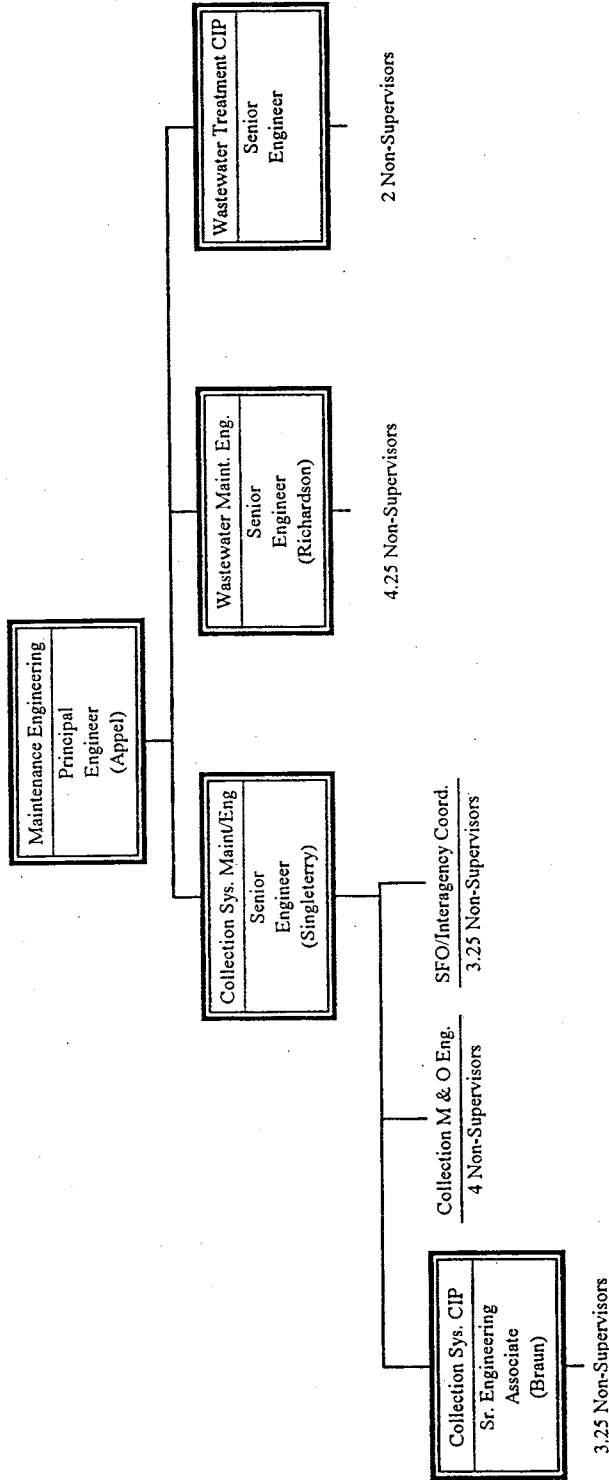 Maintenance Engineering
Principal
Engineer
(Appel)
Collection Sys. Maint/Eng
Senior
Engineer
(Singleterry)
Wastewater Maint. Eng.
Senior
Engineer
(Richardson)
Wastewater Treatment CIP
Senior
Engineer
4.25 Non-Supervisors
2 Non-Supervisors
Collection Sys. CIP
Sr. Engineering
Associate
(Braun)
Collection M & O Eng.
4 Non-Supervisors
SFO/Interagency Coord.
3.25 Non-Supervisors
3.25 Non-Supervisors